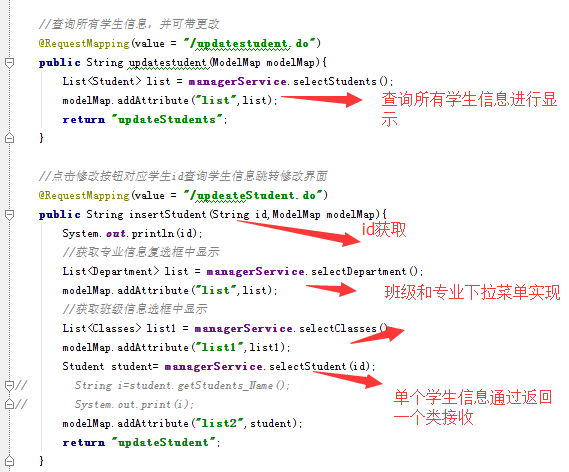 //查询所有学生信息，并可带更改
@RequestMapping(value = "/updatestudent.do")
public String updatestudent(ModelMap modelMap){
List<Student> list = managerService.selectStudents();
modelMap.addAttribute("list",list);
查询所有学生信息进行显示
return "updateStudents";
}
//点击修改按钮对应学生id查询学生信息跳转修改界面
@RequestMapping(value = "/updeteStudent.do")
public String insertStudent(String id,ModelMap modelMap){
System.out.println(id);
id获取
//获取专业信息复选框中显示
List<Department> list = managerService.selectDepartment();
modelMap.addAttribute("list",list);
班级和专业下拉菜单实现
//获取班级信息选框中显示
List<Classes> list1 = managerService.selectClasses()
modelMap.addAttribute("list1",list1);
Student student= managerService.selectStudent(id);
// String i=student.getStudents_Name();
单个学生信息通过返回
一个类接收
// System.out.print(i);
modelMap.addAttribute("list2",student);
return "updateStudent";
}